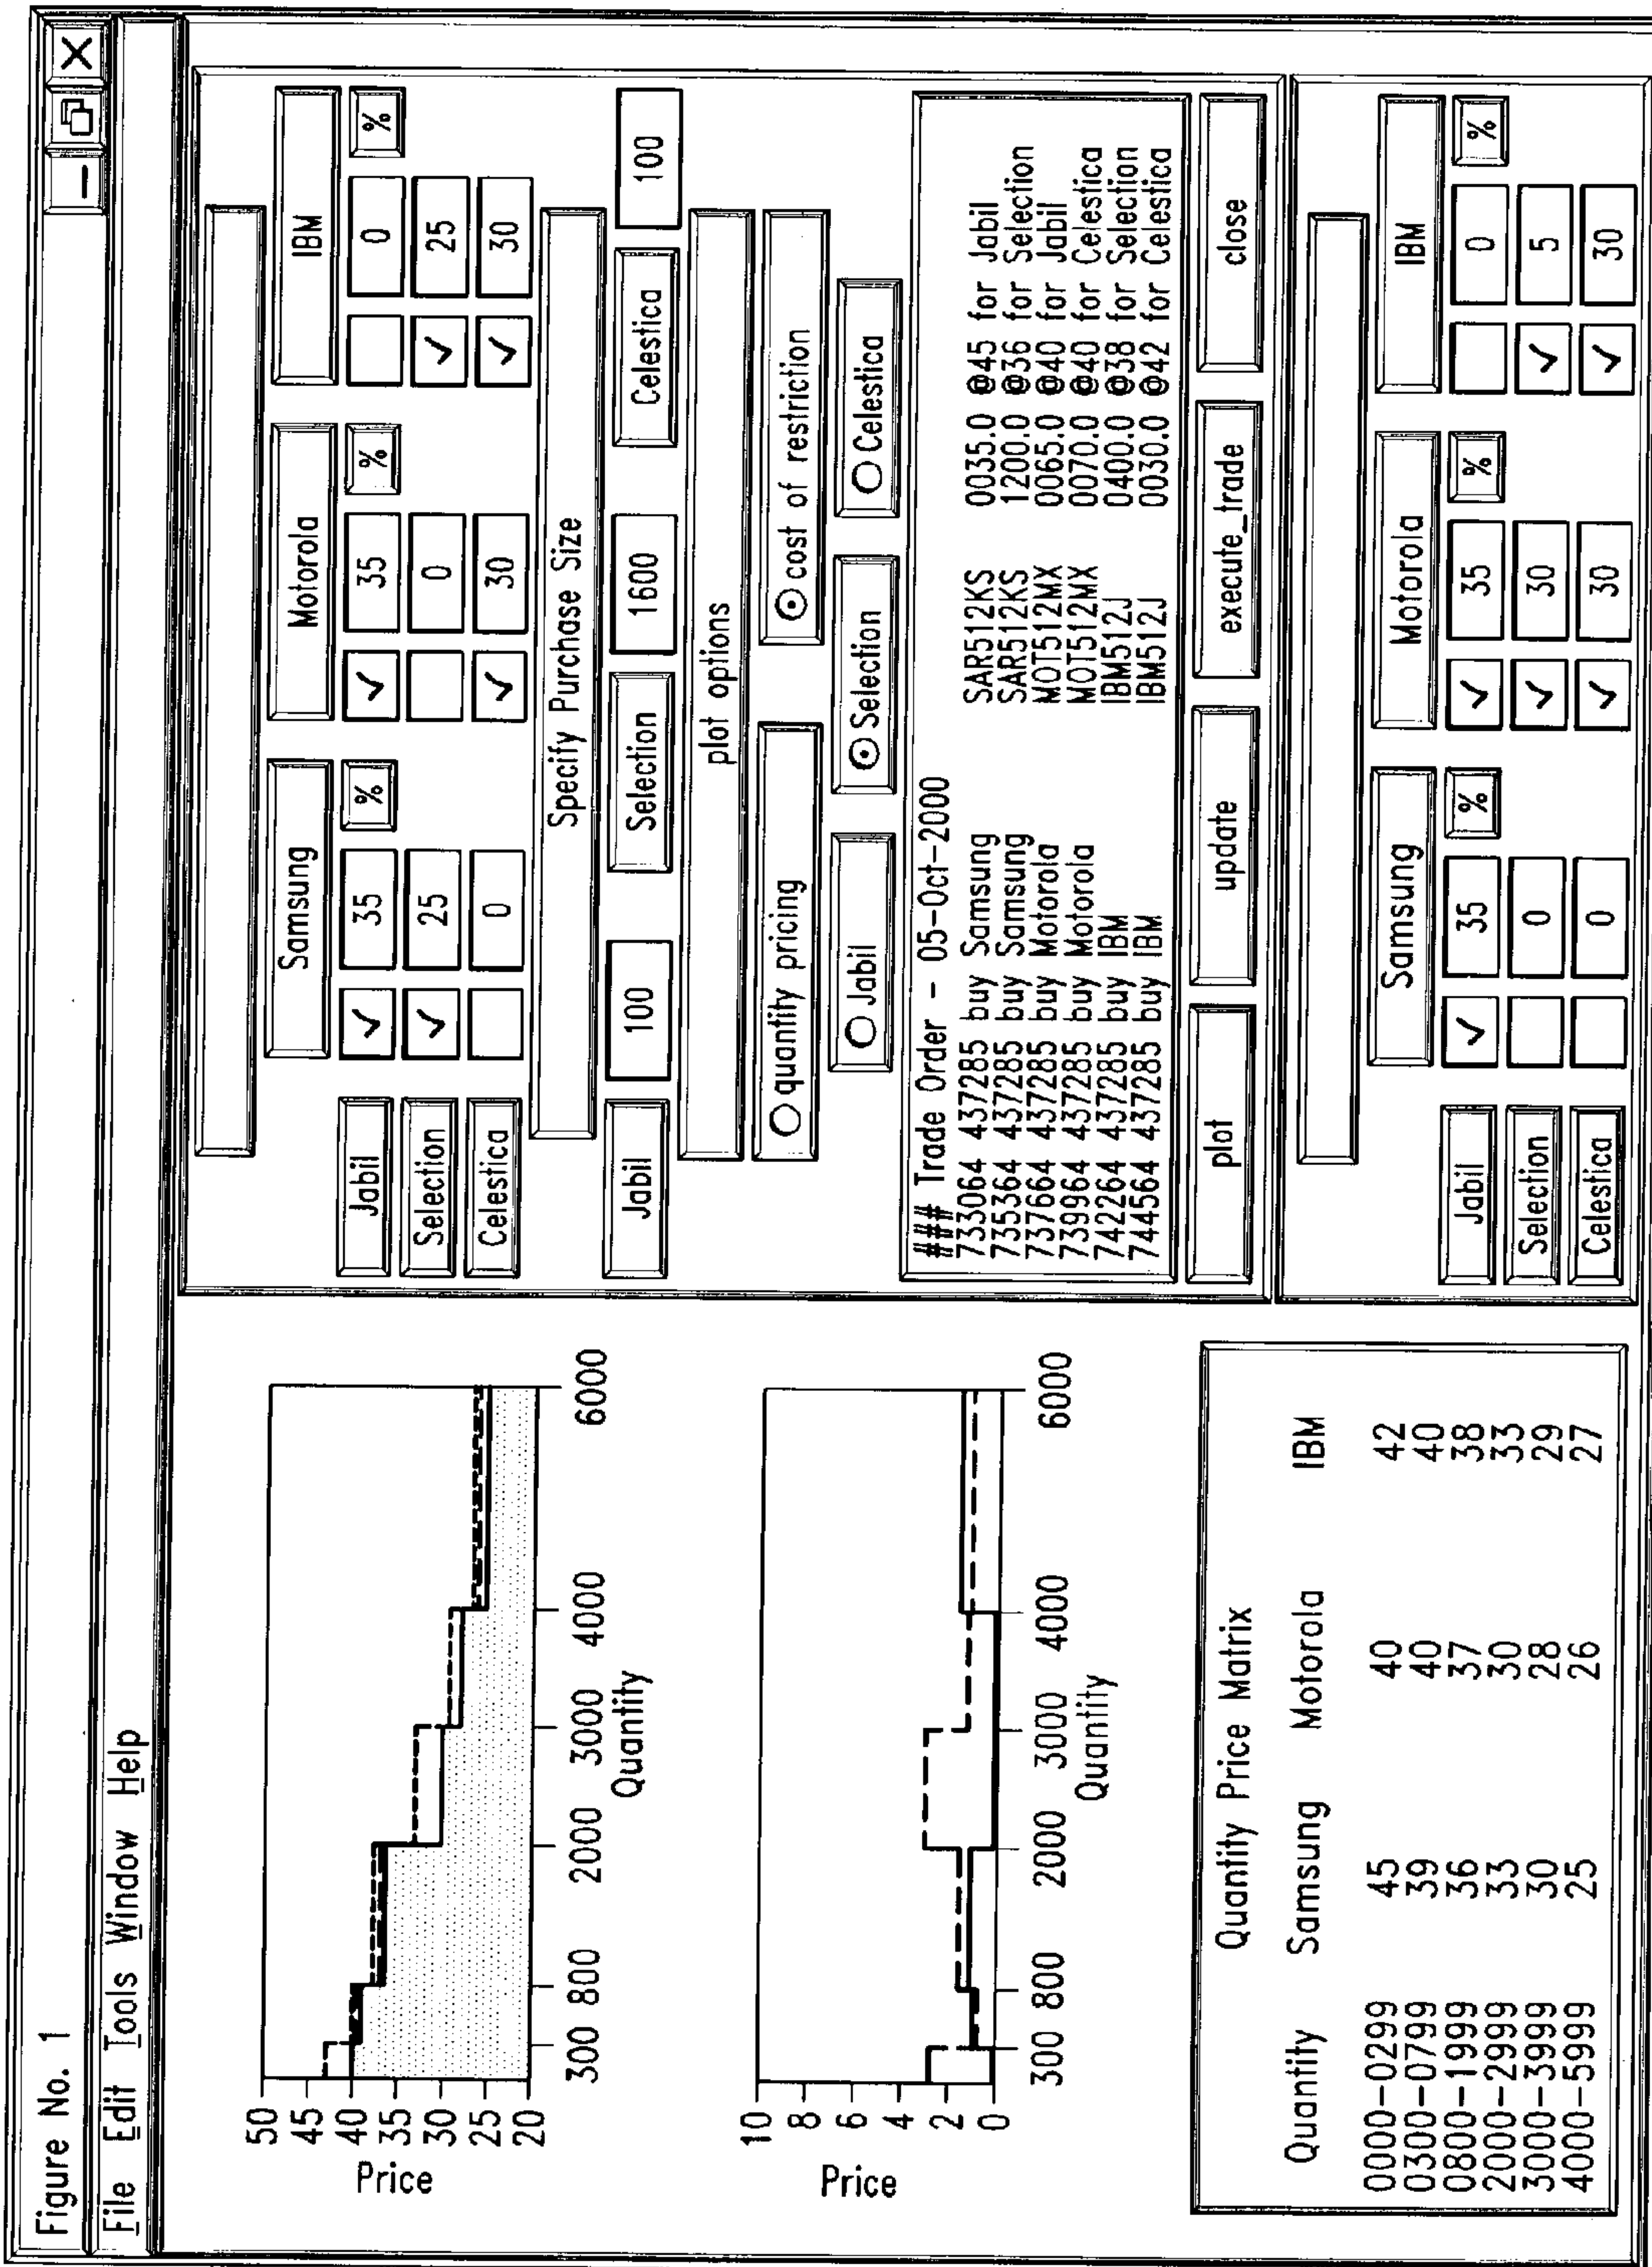 Figure No. 1
File Edit Tools Window Help
50
45
40
35
30
25
20
Price
300 800 2000 3000 4000 6000
Quantity
10
8
6
4
2
0
Price
300 800 2000 3000 4000 6000
Quantity
Quantity Price Matrix
Quantity Samsung Motorola IBM
0000-0299 45 40 42
0300-0799 39 40 40
0800-1999 36 37 38
2000-2999 33 30 33
3000-3999 30 28 29
4000-5999 25 26 27
Samsung Motorola IBM
Jabil ✓ 35 % ✓ 35 % 0 %
Selection ✓ 25 0 ✓ 25
Celestica 0 ✓ 30 ✓ 30
Specify Purchase Size
Jabil 100 Selection 1600 Celestica 100
plot options
quantity pricing cost of restriction
Jabil Selection Celestica
### Trade Order - 05-Oct-2000
733064 437285 buy Samsung SAR512KS 0035.0 @45 for Jabil
735364 437285 buy Samsung SAR512KS 1200.0 @36 for Selection
737664 437285 buy Motorola MOT512MX 0065.0 @40 for Jabil
739964 437285 buy Motorola MOT512MX 0070.0 @40 for Celestica
742264 437285 buy IBM IBM512J 0400.0 @38 for Selection
744564 437285 buy IBM IBM512J 0030.0 @42 for Celestica
plot update execute_trade close
Samsung Motorola IBM
Jabil ✓ 35 % ✓ 35 % 0 %
Selection 0 ✓ 30 ✓ 5
Celestica 0 ✓ 30 ✓ 30